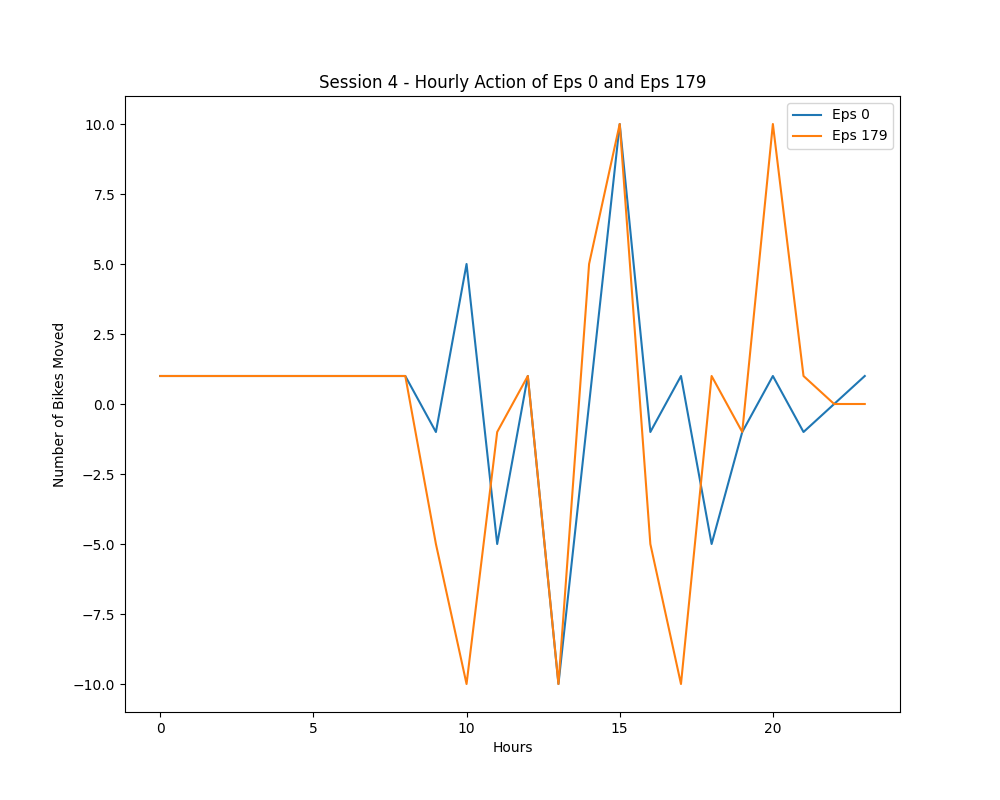 Session 4 - Hourly Action of Eps 0 and Eps 179
Eps 0
Eps 179
10.0
7.5
5.0
2.5
0.0
−2.5
−5.0
−7.5
−10.0
Number of Bikes Moved
0
5
10
15
20
Hours